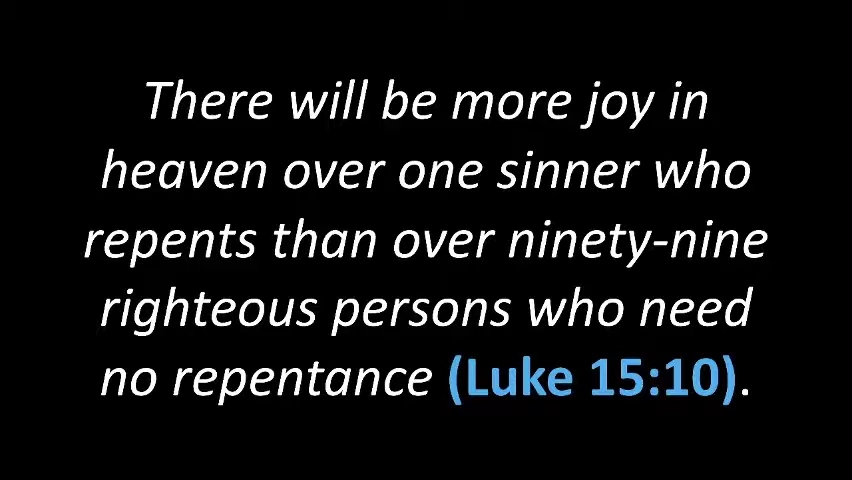 There will be more joy in
heaven over one sinner who
repents than over ninety-nine
righteous persons who need
no repentance (Luke 15:10).